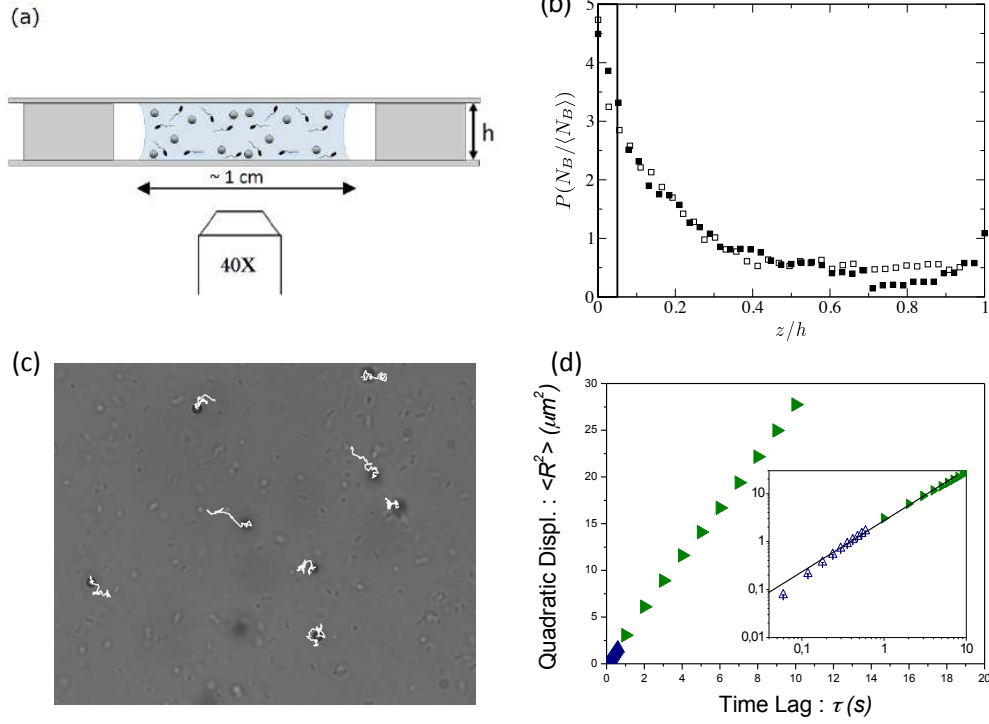 (a)
h
~ 1 cm
40X
(b)
P(N_B/⟨N_B⟩)
5
4
3
2
1
0
0 0.2 0.4 0.6 0.8 1
z/h
(c)
(d)
Quadratic Displ. : <R²> (μm²)
30
25
20
15
10
5
0
0 2 4 6 8 10 12 14 16 18 20
Time Lag : τ(s)
10
1
0,1
0,01
0,1 1 10